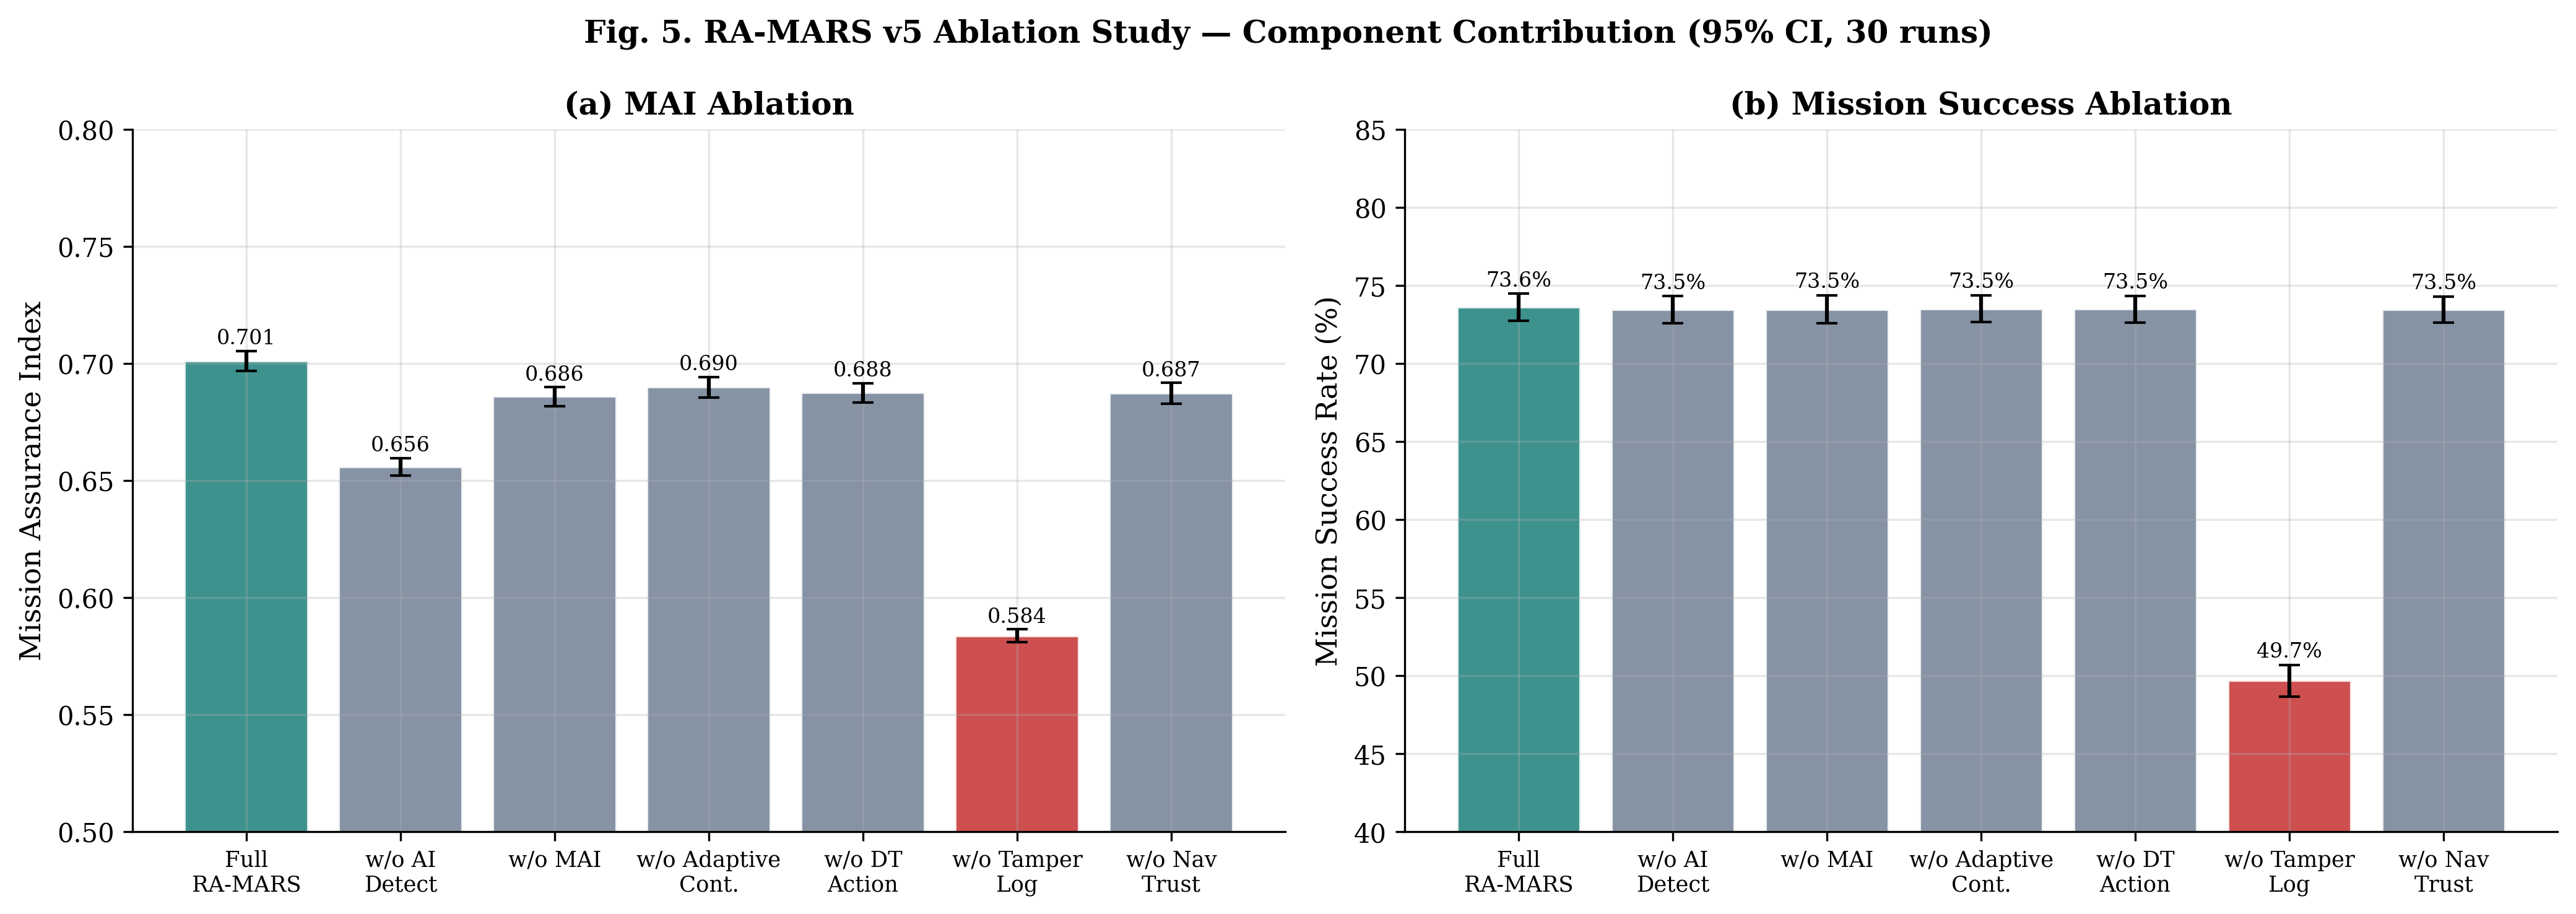 Fig. 5. RA-MARS v5 Ablation Study — Component Contribution (95% CI, 30 runs)
(a) MAI Ablation
Mission Assurance Index
0.80
0.75
0.70
0.65
0.60
0.55
0.50
0.701
0.656
0.686
0.690
0.688
0.584
0.687
Full
RA-MARS
w/o AI
Detect
w/o MAI
w/o Adaptive
Cont.
w/o DT
Action
w/o Tamper
Log
w/o Nav
Trust
(b) Mission Success Ablation
Mission Success Rate (%)
85
80
75
70
65
60
55
50
45
40
73.6%
73.5%
73.5%
73.5%
73.5%
49.7%
73.5%
Full
RA-MARS
w/o AI
Detect
w/o MAI
w/o Adaptive
Cont.
w/o DT
Action
w/o Tamper
Log
w/o Nav
Trust